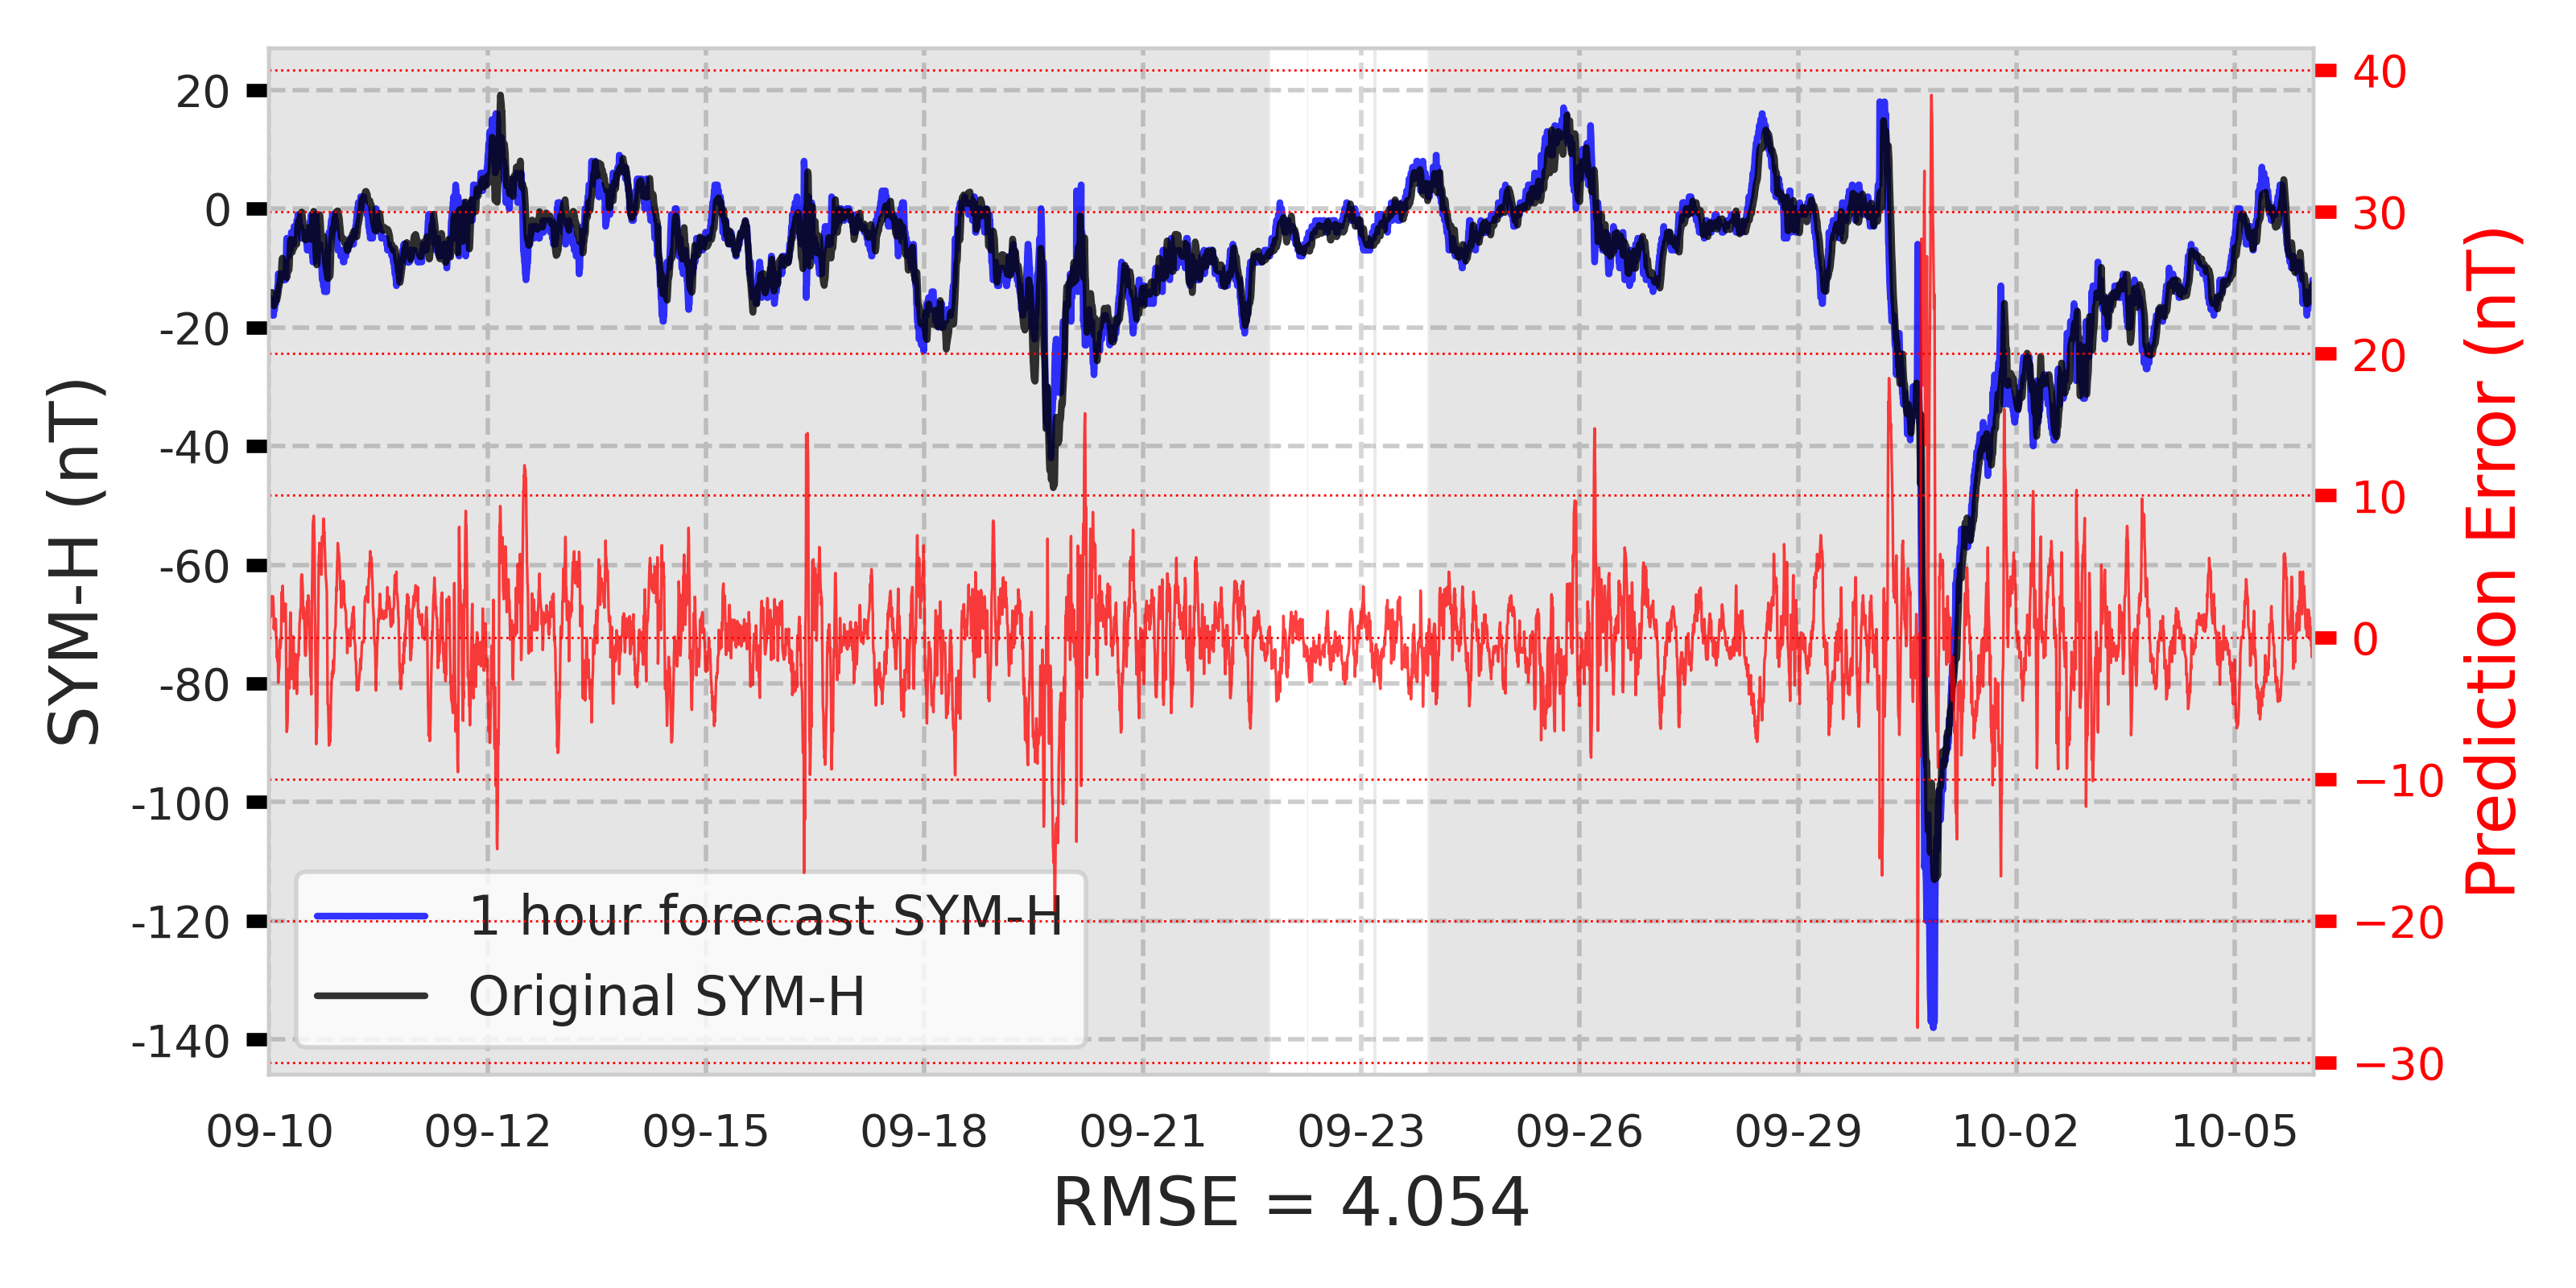 SYM-H (nT)
20
0
-20
-40
-60
-80
-100
-120
-140
1 hour forecast SYM-H
Original SYM-H
40
30
20
10
0
−10
−20
−30
Prediction Error (nT)
09-10 09-12 09-15 09-18 09-21 09-23 09-26 09-29 10-02 10-05
RMSE = 4.054